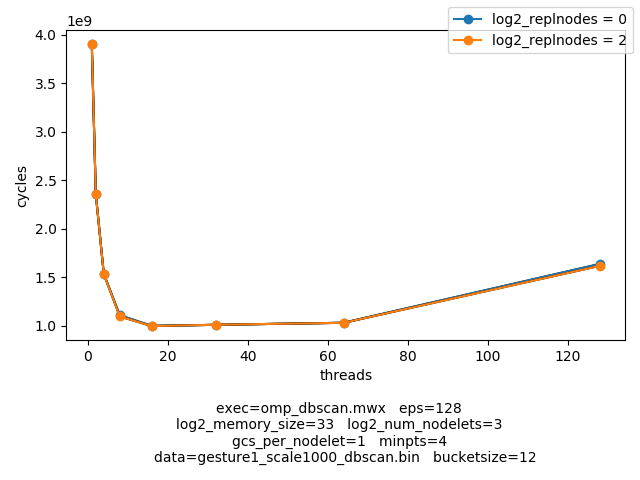 1e9
log2_replnodes = 0
log2_replnodes = 2
4.0
3.5
3.0
2.5
2.0
1.5
1.0
cycles
0 20 40 60 80 100 120
threads
exec=omp_dbscan.mwx eps=128
log2_memory_size=33 log2_num_nodelets=3
gcs_per_nodelet=1 minpts=4
data=gesture1_scale1000_dbscan.bin bucketsize=12